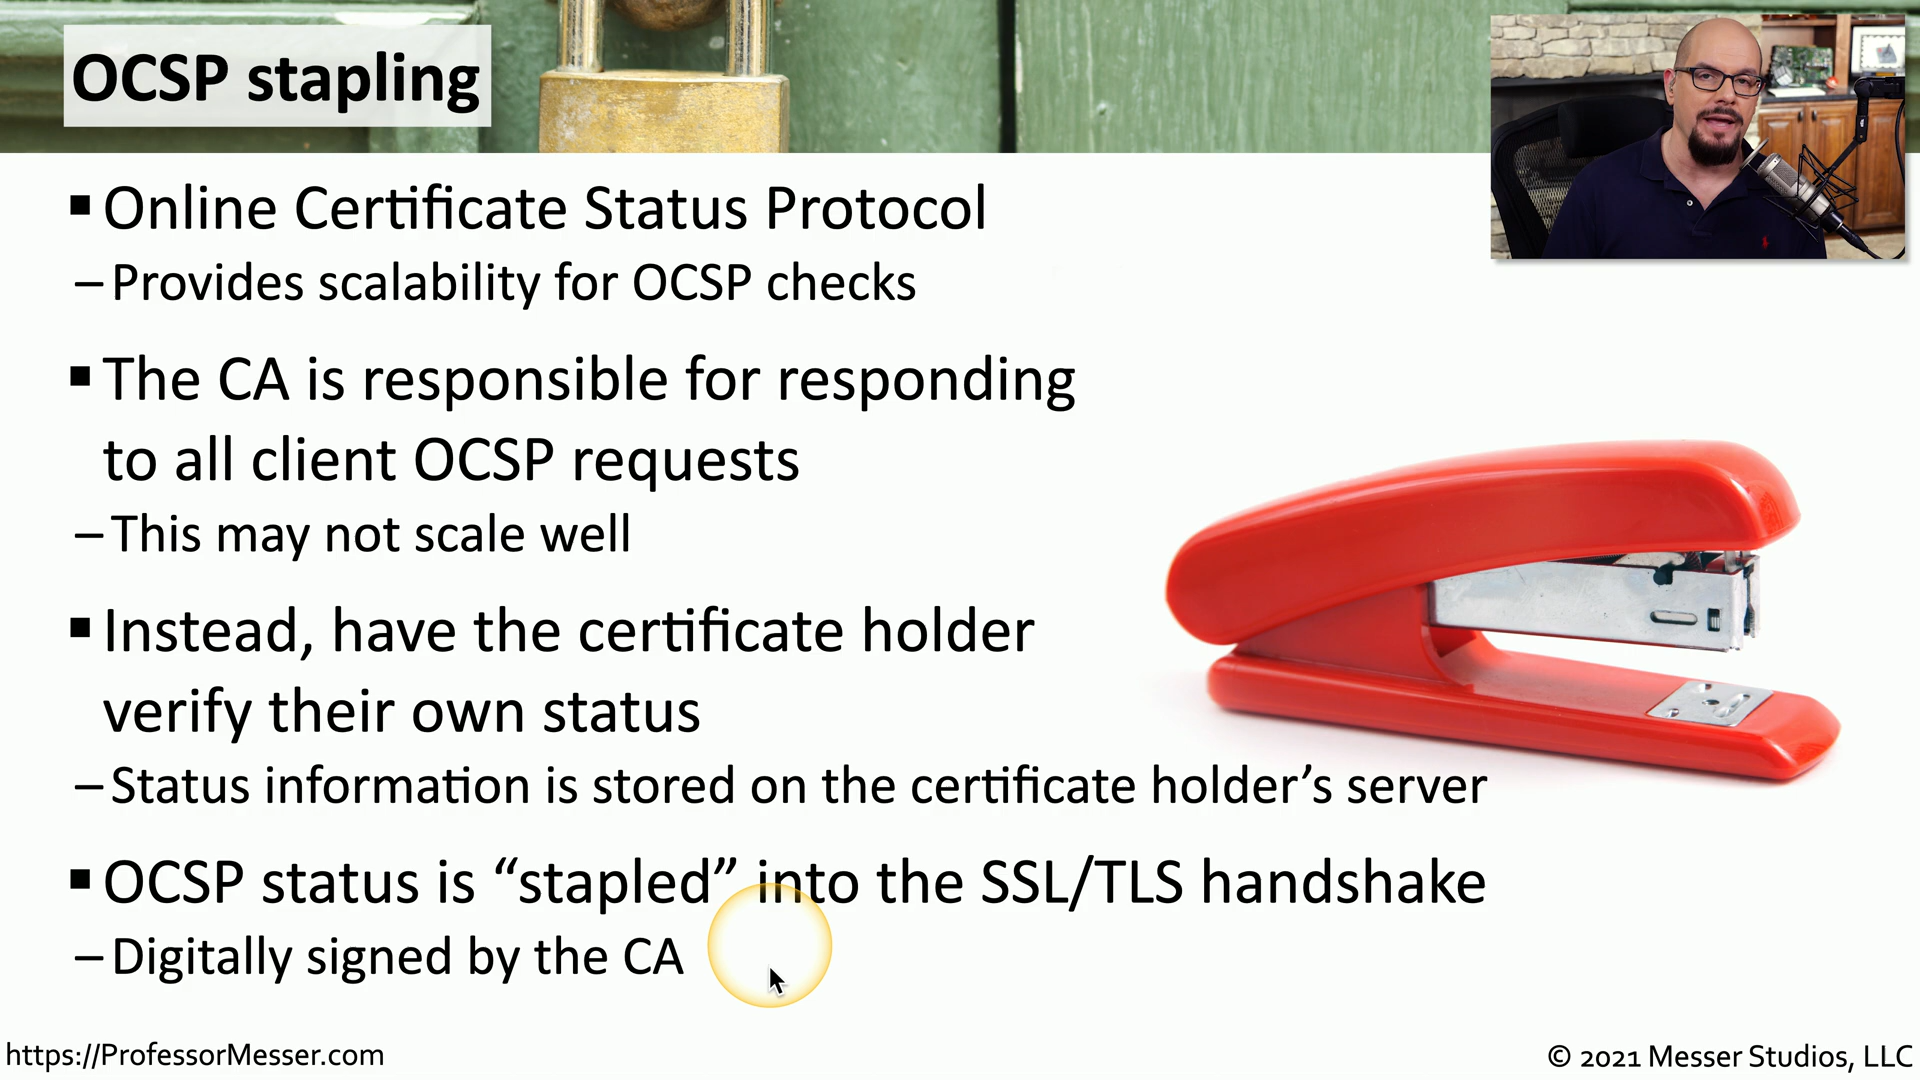 OCSP stapling
▪ Online Certificate Status Protocol
– Provides scalability for OCSP checks
▪ The CA is responsible for responding
to all client OCSP requests
– This may not scale well
▪ Instead, have the certificate holder
verify their own status
– Status information is stored on the certificate holder’s server
▪ OCSP status is “stapled” into the SSL/TLS handshake
– Digitally signed by the CA
https://ProfessorMesser.com
© 2021 Messer Studios, LLC